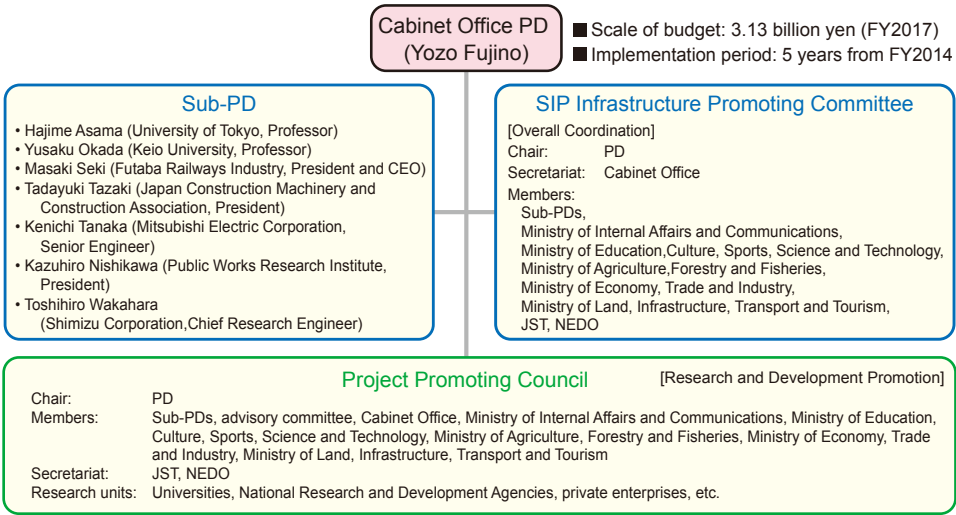 Cabinet Office PD
(Yozo Fujino)
■ Scale of budget: 3.13 billion yen (FY2017)
■ Implementation period: 5 years from FY2014
Sub-PD
• Hajime Asama (University of Tokyo, Professor)
• Yusaku Okada (Keio University, Professor)
• Masaki Seki (Futaba Railways Industry, President and CEO)
• Tadayuki Tazaki (Japan Construction Machinery and
Construction Association, President)
• Kenichi Tanaka (Mitsubishi Electric Corporation,
Senior Engineer)
• Kazuhiro Nishikawa (Public Works Research Institute,
President)
• Toshihiro Wakahara
(Shimizu Corporation,Chief Research Engineer)
SIP Infrastructure Promoting Committee
[Overall Coordination]
Chair: PD
Secretariat: Cabinet Office
Members:
Sub-PDs,
Ministry of Internal Affairs and Communications,
Ministry of Education,Culture, Sports, Science and Technology,
Ministry of Agriculture,Forestry and Fisheries,
Ministry of Economy, Trade and Industry,
Ministry of Land, Infrastructure, Transport and Tourism,
JST, NEDO
Project Promoting Council [Research and Development Promotion]
Chair: PD
Members: Sub-PDs, advisory committee, Cabinet Office, Ministry of Internal Affairs and Communications, Ministry of Education,
Culture, Sports, Science and Technology, Ministry of Agriculture, Forestry and Fisheries, Ministry of Economy, Trade
and Industry, Ministry of Land, Infrastructure, Transport and Tourism
Secretariat: JST, NEDO
Research units: Universities, National Research and Development Agencies, private enterprises, etc.